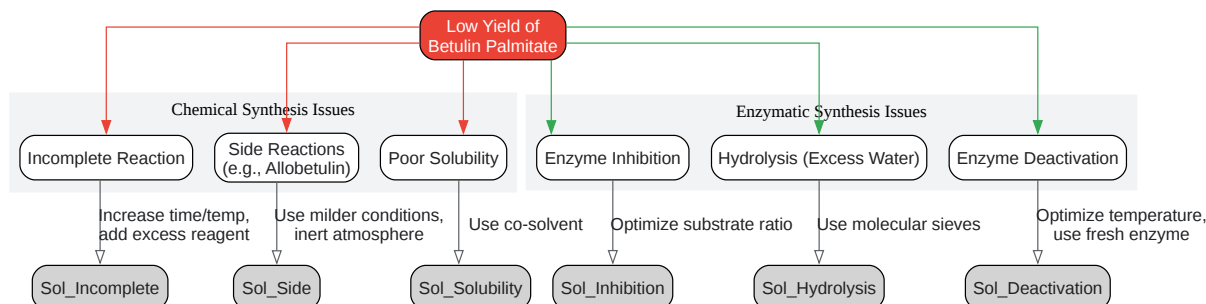 Low Yield of
Betulin Palmitate
Chemical Synthesis Issues
Enzymatic Synthesis Issues
Incomplete Reaction
Side Reactions
(e.g., Allobetulin)
Poor Solubility
Enzyme Inhibition
Hydrolysis (Excess Water)
Enzyme Deactivation
Increase time/temp,
add excess reagent
Use milder conditions,
inert atmosphere
Use co-solvent
Optimize substrate ratio
Use molecular sieves
Optimize temperature,
use fresh enzyme
Sol_Incomplete
Sol_Side
Sol_Solubility
Sol_Inhibition
Sol_Hydrolysis
Sol_Deactivation